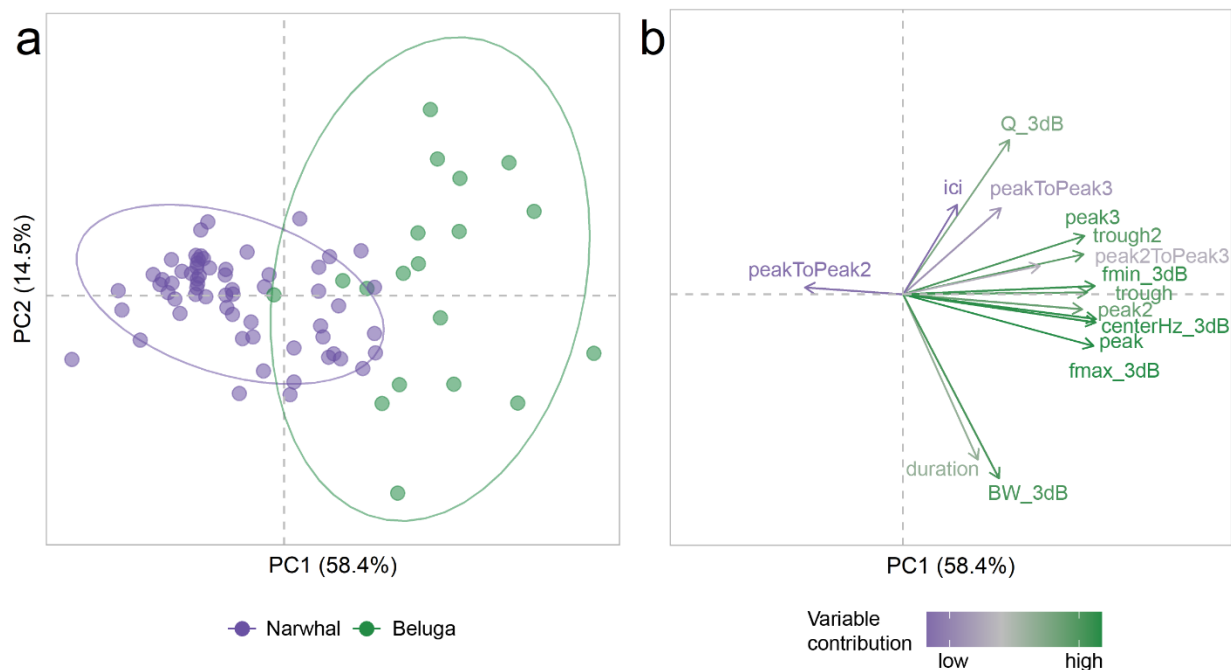 a
PC2 (14.5%)
PC1 (58.4%)
Narwhal
Beluga
b
Q_3dB
ici
peakToPeak3
peak3
trough2
peak2ToPeak3
peakToPeak2
fmin_3dB
trough
peak2
centerHz_3dB
peak
fmax_3dB
duration
BW_3dB
PC1 (58.4%)
Variable
contribution
low
high